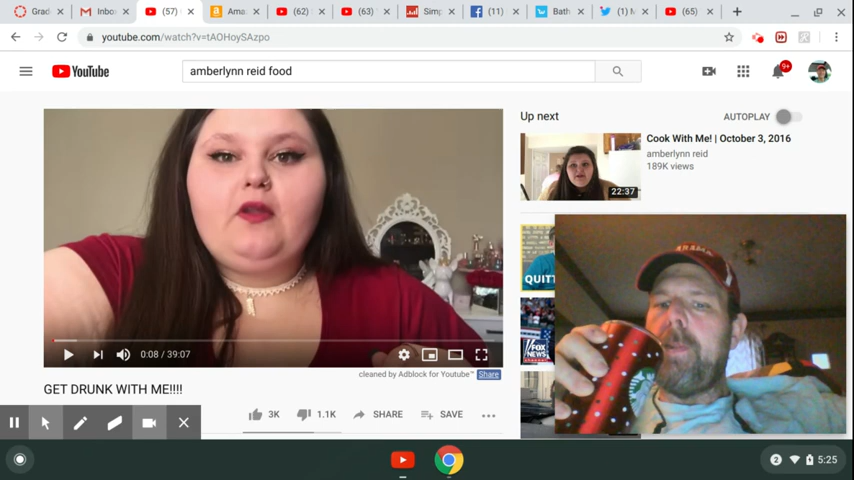 Grad
Inbo
(57)
Ama
(62)
(63)
Simp
(11)
Bath
(1) M
(65)
youtube.com/watch?v=tAOHoySAzpo
YouTube
amberlynn reid food
9+
Up next
AUTOPLAY
Cook With Me! | October 3, 2016
amberlynn reid
189K views
22:37
QUIT
FOX
NEWS
0:08 / 39:07
cleaned by Adblock for Youtube™ Share
GET DRUNK WITH ME!!!!
3K
1.1K
SHARE
SAVE
2
5:25